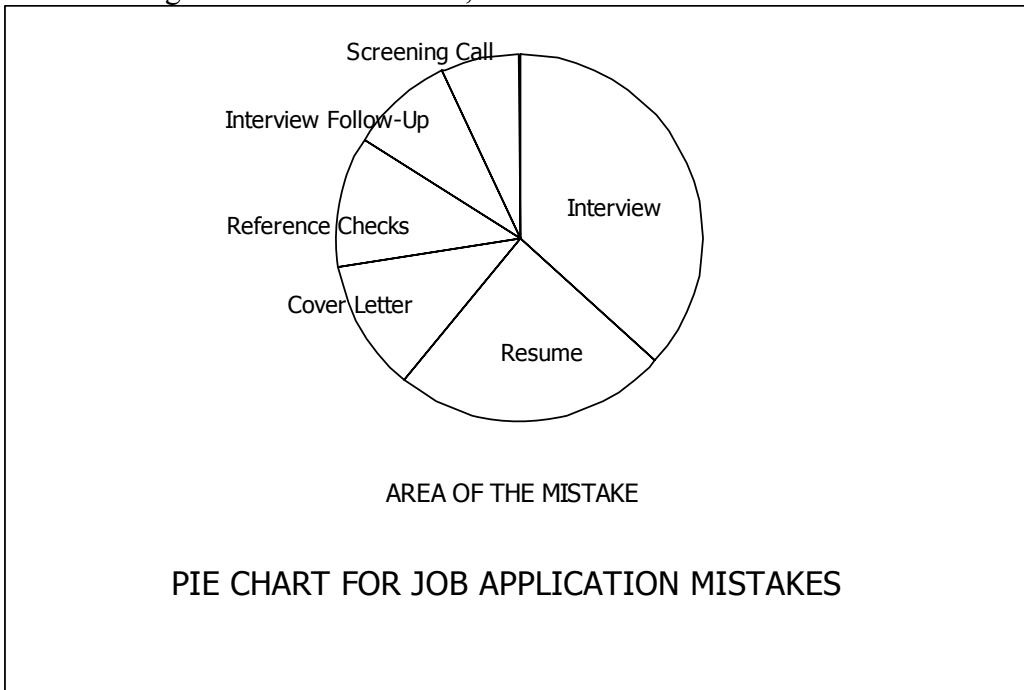 Screening Call
Interview Follow-Up
Interview
Reference Checks
Cover Letter
Resume
AREA OF THE MISTAKE
PIE CHART FOR JOB APPLICATION MISTAKES